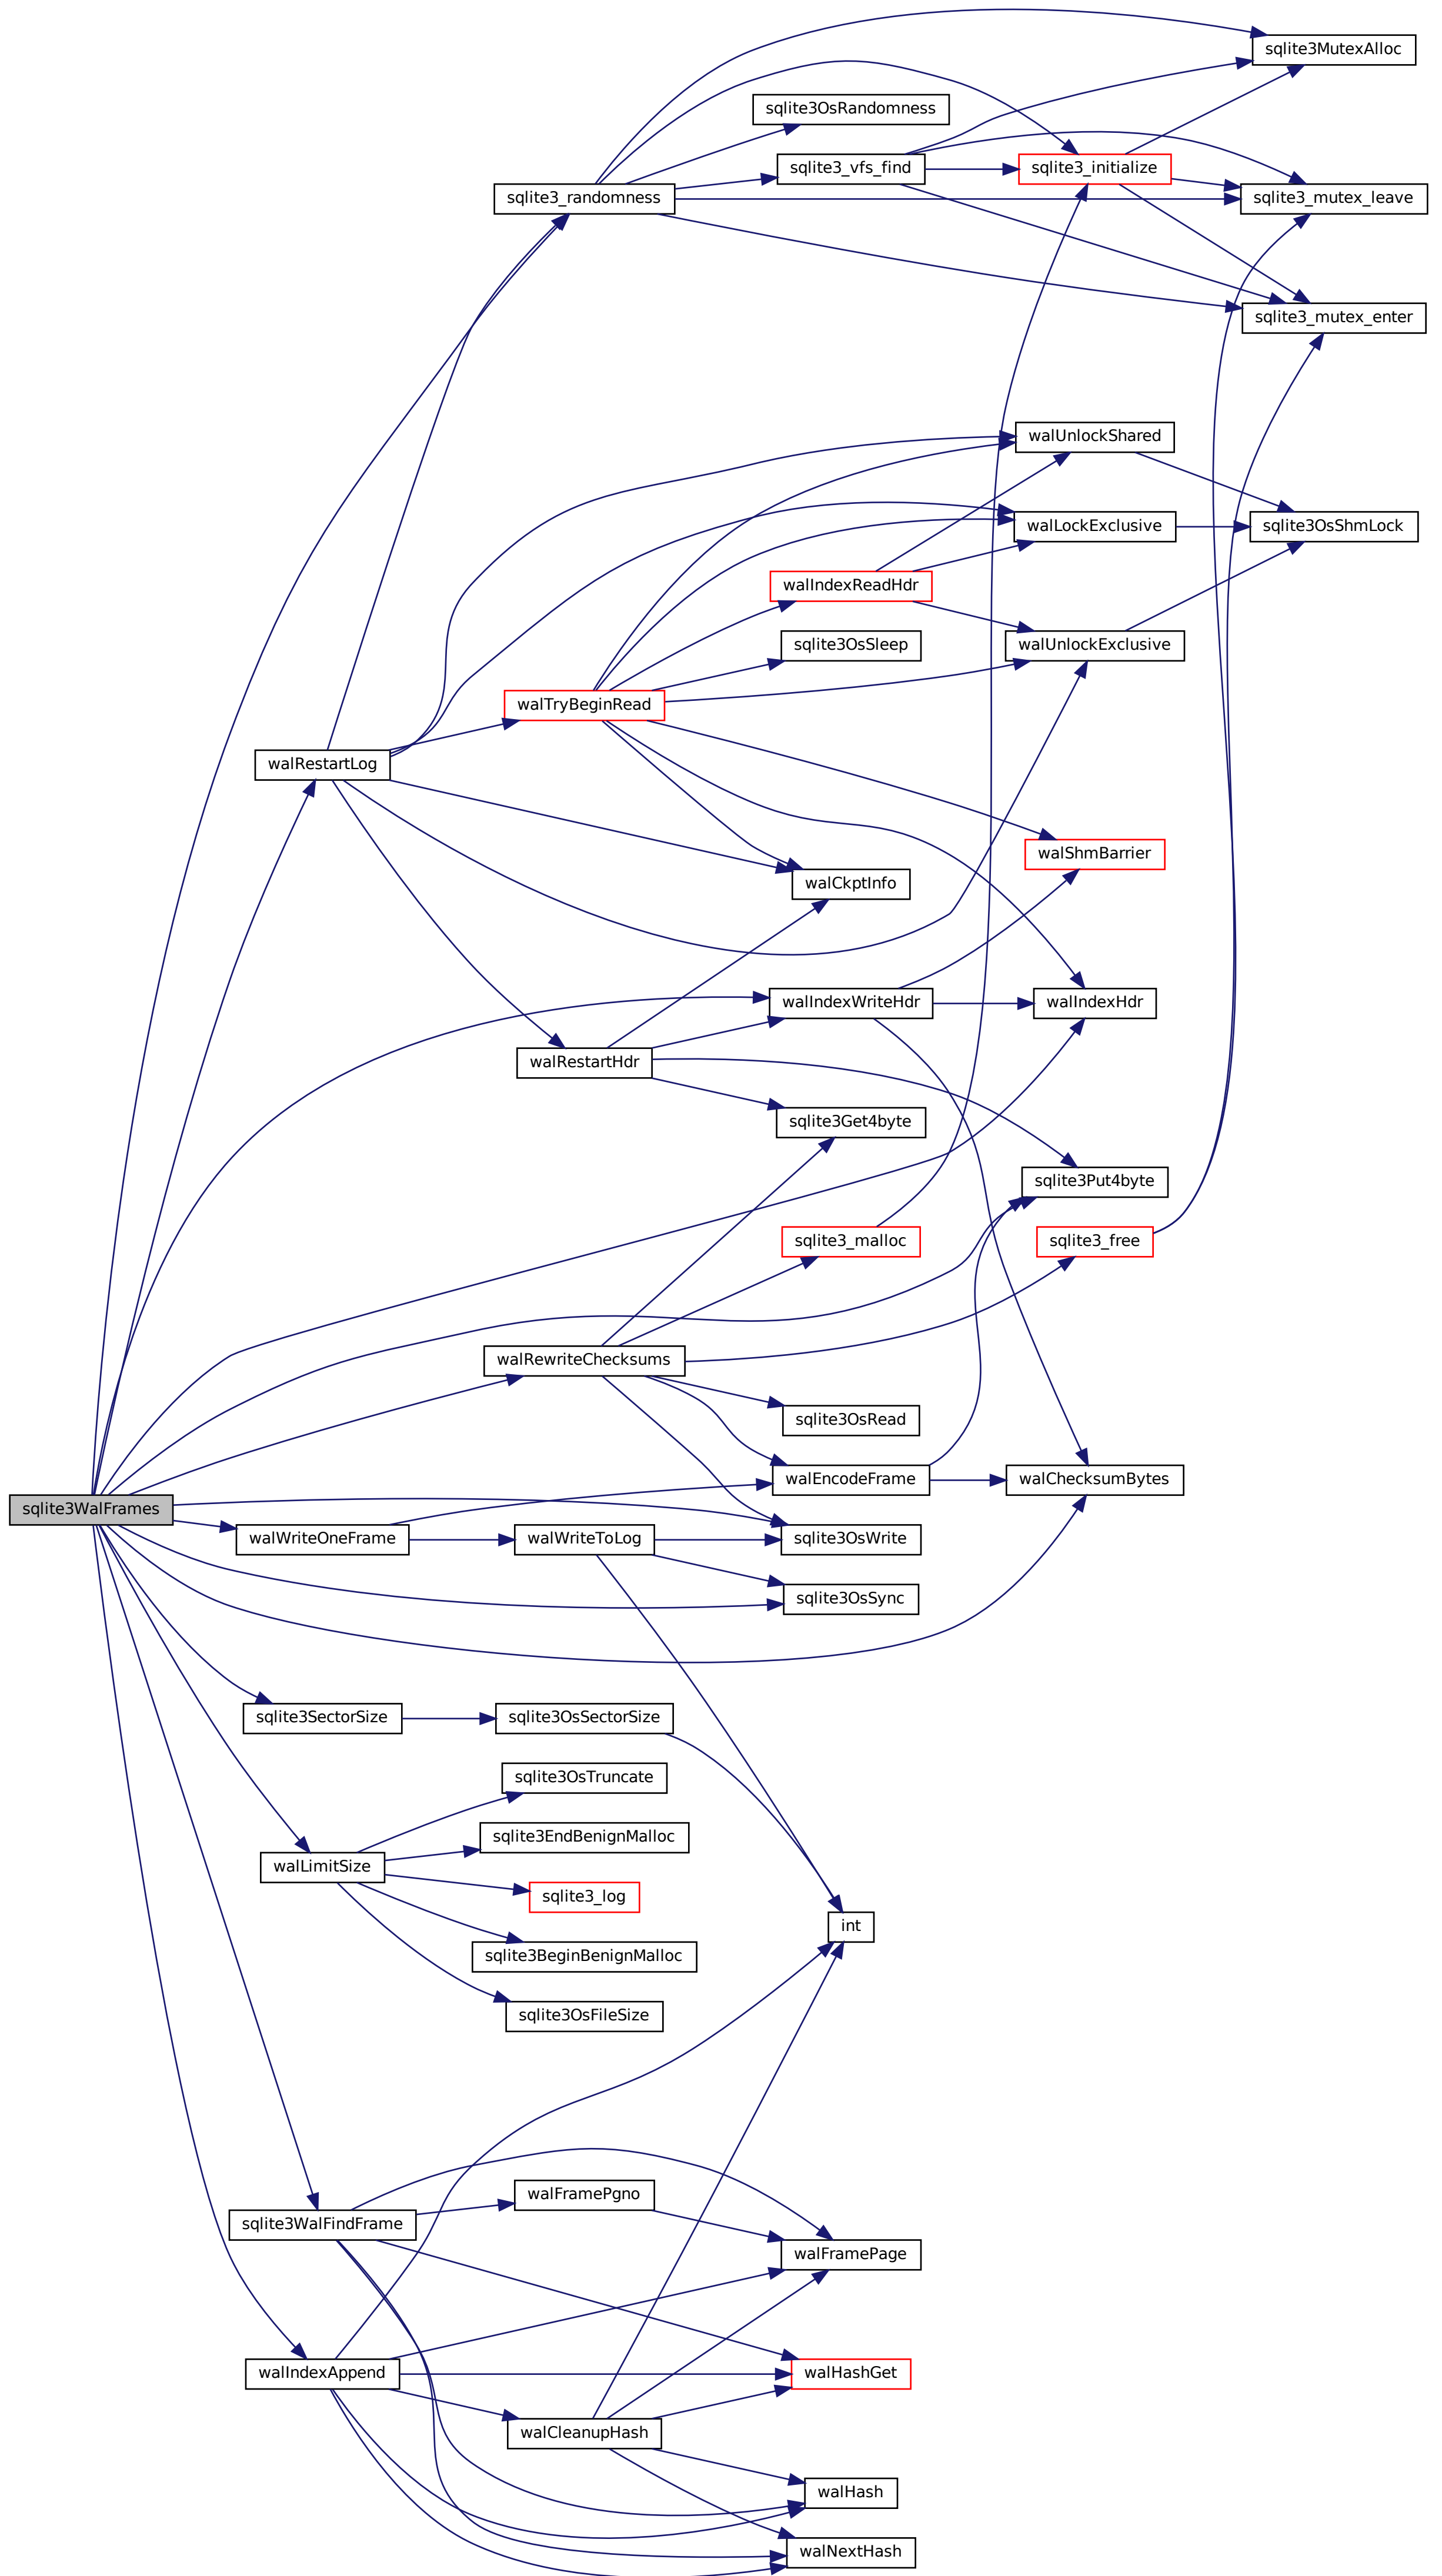 sqlite3MutexAlloc
sqlite3OsRandomness
sqlite3_vfs_find
sqlite3_initialize
sqlite3_randomness
sqlite3_mutex_leave
sqlite3_mutex_enter
walUnlockShared
walLockExclusive
sqlite3OsShmLock
walIndexReadHdr
sqlite3OsSleep
walUnlockExclusive
walTryBeginRead
walRestartLog
walShmBarrier
walCkptInfo
walIndexWriteHdr
walIndexHdr
walRestartHdr
sqlite3Get4byte
sqlite3Put4byte
sqlite3_malloc
sqlite3_free
walRewriteChecksums
sqlite3OsRead
walEncodeFrame
walChecksumBytes
sqlite3WalFrames
walWriteOneFrame
walWriteToLog
sqlite3OsWrite
sqlite3OsSync
sqlite3SectorSize
sqlite3OsSectorSize
sqlite3OsTruncate
sqlite3EndBenignMalloc
walLimitSize
sqlite3_log
int
sqlite3BeginBenignMalloc
sqlite3OsFileSize
walFramePgno
sqlite3WalFindFrame
walFramePage
walIndexAppend
walHashGet
walCleanupHash
walHash
walNextHash